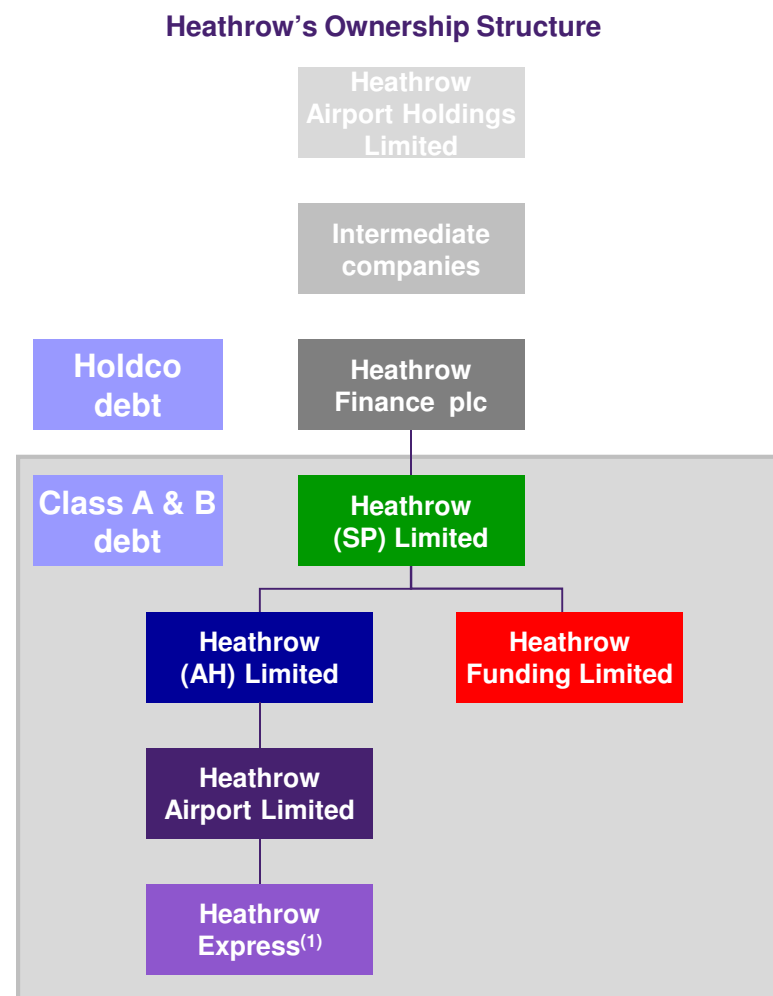 Heathrow’s Ownership Structure
Heathrow
Airport Holdings
Limited
Intermediate
companies
Holdco
debt
Heathrow
Finance plc
Class A & B
debt
Heathrow
(SP) Limited
Heathrow
(AH) Limited
Heathrow
Funding Limited
Heathrow
Airport Limited
Heathrow
Express(1)